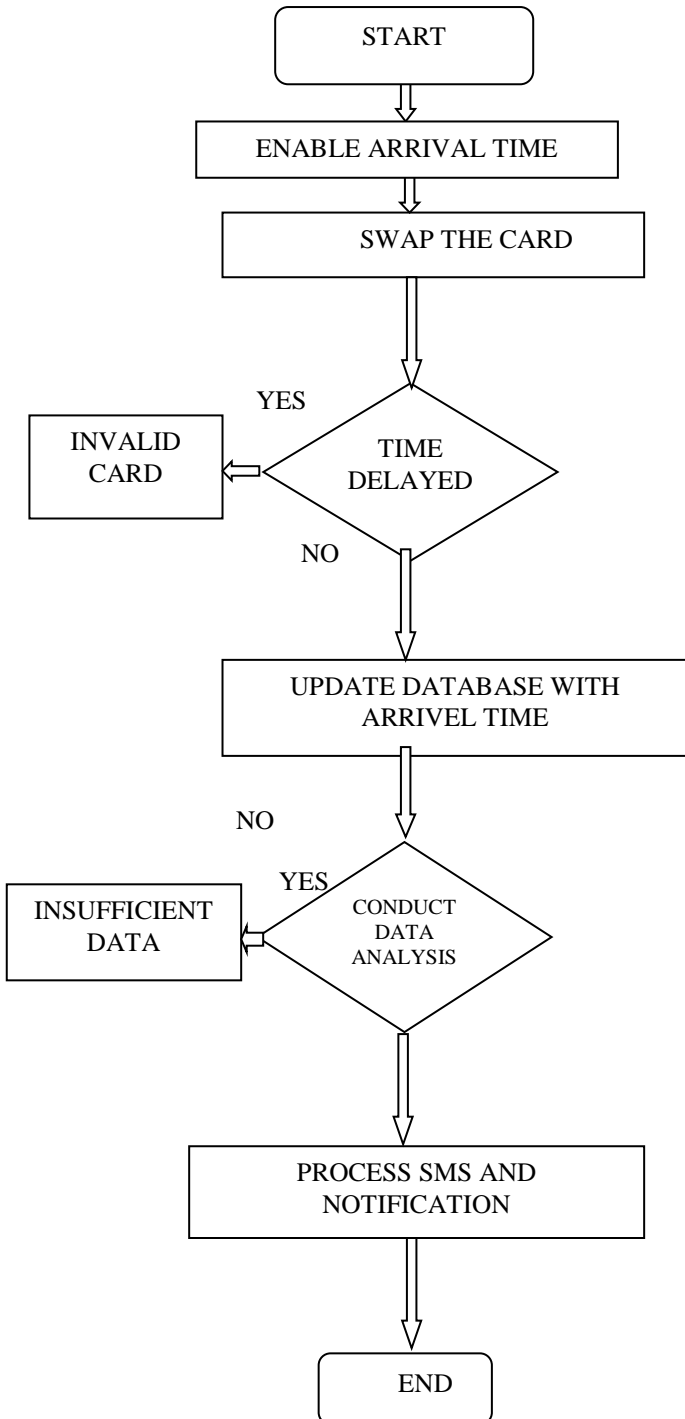 START
ENABLE ARRIVAL TIME
SWAP THE CARD
YES
INVALID
CARD
TIME
DELAYED
NO
UPDATE DATABASE WITH
ARRIVEL TIME
NO
YES
INSUFFICIENT
DATA
CONDUCT
DATA
ANALYSIS
PROCESS SMS AND
NOTIFICATION
END